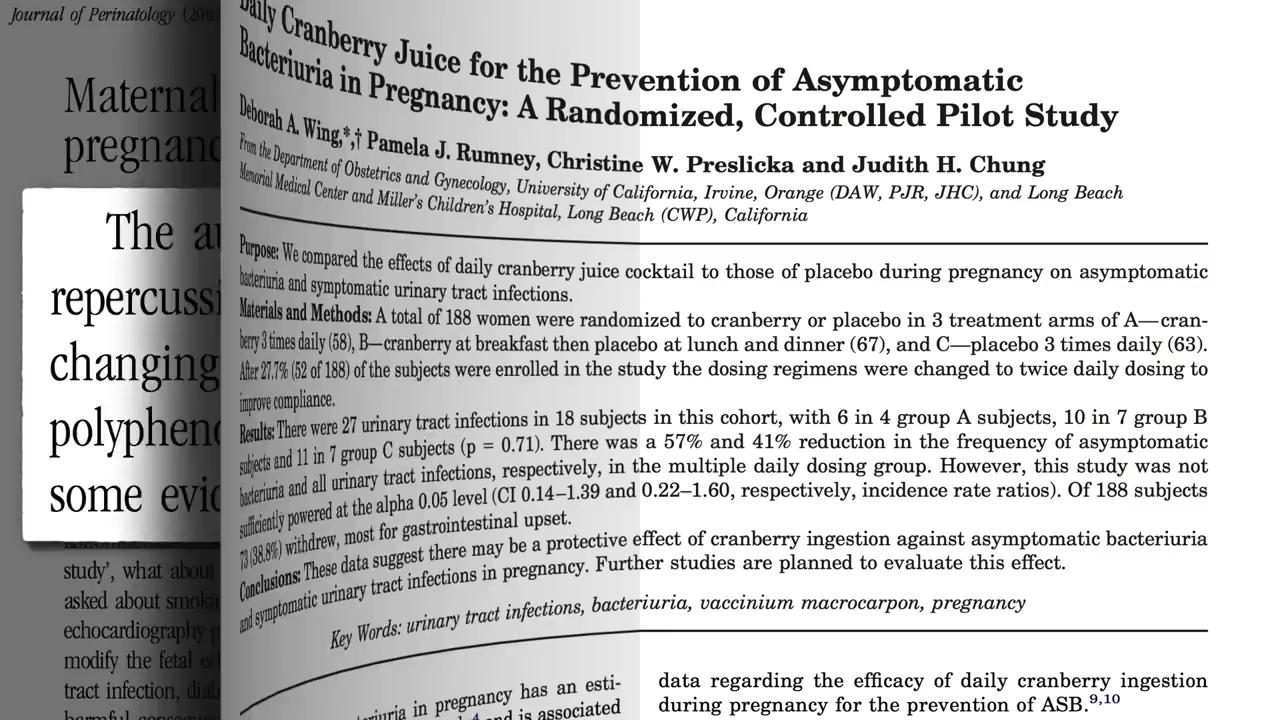 Journal of Perinatology (20
Maternal
pregnanc
The au
repercussi
changing
polypheno
some evid
study', what about
asked about smok
echocardiography p
modify the fetal e
tract infection, dia
Daily Cranberry Juice for the Prevention of Asymptomatic
Bacteriuria in Pregnancy: A Randomized, Controlled Pilot Study
Deborah A. Wing,*,† Pamela J. Rumney, Christine W. Preslicka and Judith H. Chung
From the Department of Obstetrics and Gynecology, University of California, Irvine, Orange (DAW, PJR, JHC), and Long Beach
Memorial Medical Center and Miller's Children's Hospital, Long Beach (CWP), California
Purpose: We compared the effects of daily cranberry juice cocktail to those of placebo during pregnancy on asymptomatic
bacteriuria and symptomatic urinary tract infections.
Materials and Methods: A total of 188 women were randomized to cranberry or placebo in 3 treatment arms of A—cran-
berry 3 times daily (58), B—cranberry at breakfast then placebo at lunch and dinner (67), and C—placebo 3 times daily (63).
After 27.7% (52 of 188) of the subjects were enrolled in the study the dosing regimens were changed to twice daily dosing to
improve compliance.
Results: There were 27 urinary tract infections in 18 subjects in this cohort, with 6 in 4 group A subjects, 10 in 7 group B
subjects and 11 in 7 group C subjects (p = 0.71). There was a 57% and 41% reduction in the frequency of asymptomatic
bacteriuria and all urinary tract infections, respectively, in the multiple daily dosing group. However, this study was not
sufficiently powered at the alpha 0.05 level (CI 0.14–1.39 and 0.22–1.60, respectively, incidence rate ratios). Of 188 subjects
73 (38.8%) withdrew, most for gastrointestinal upset.
Conclusions: These data suggest there may be a protective effect of cranberry ingestion against asymptomatic bacteriuria
and symptomatic urinary tract infections in pregnancy. Further studies are planned to evaluate this effect.
Key Words: urinary tract infections, bacteriuria, vaccinium macrocarpon, pregnancy
in pregnancy has an esti-
and is associated
data regarding the efficacy of daily cranberry ingestion
during pregnancy for the prevention of ASB.9,10